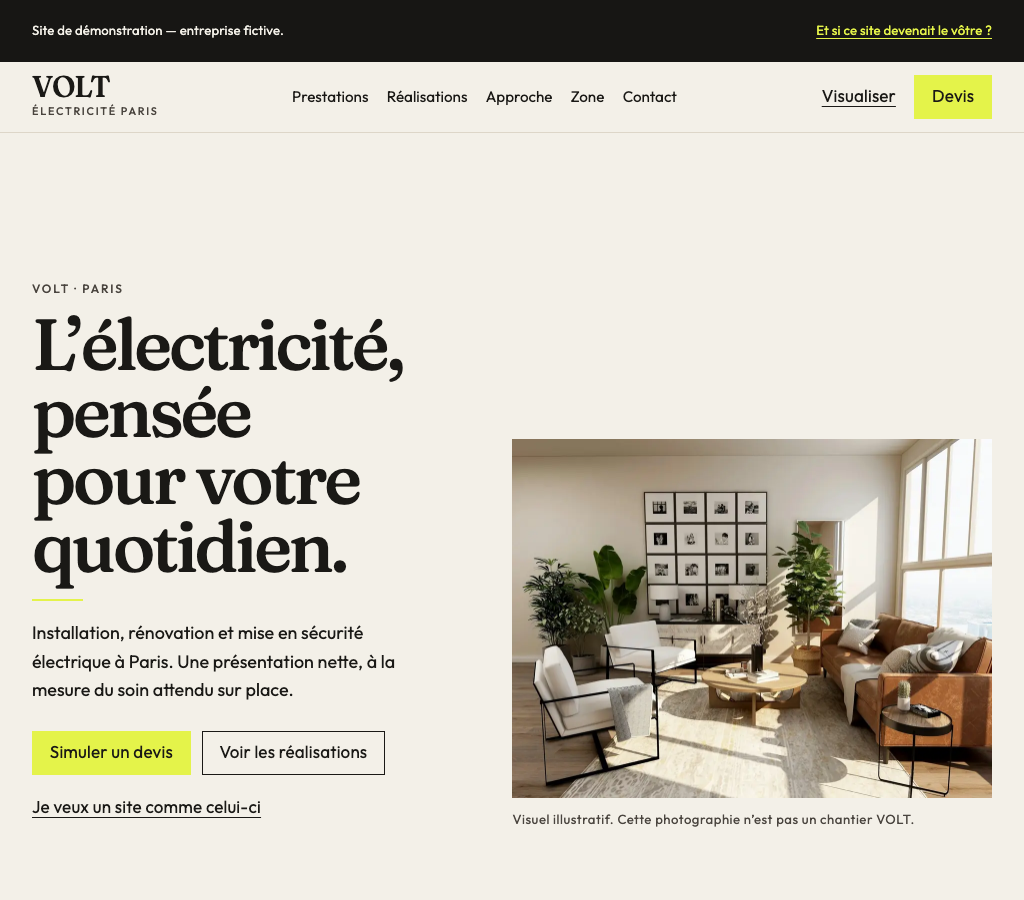 Site de démonstration — entreprise fictive.
Et si ce site devenait le vôtre ?
VOLT
ÉLECTRICITÉ PARIS
Prestations
Réalisations
Approche
Zone
Contact
Visualiser
Devis
VOLT · PARIS
L’électricité,
pensée
pour votre
quotidien.
Installation, rénovation et mise en sécurité
électrique à Paris. Une présentation nette, à la
mesure du soin attendu sur place.
Simuler un devis
Voir les réalisations
Je veux un site comme celui-ci
Visuel illustratif. Cette photographie n’est pas un chantier VOLT.